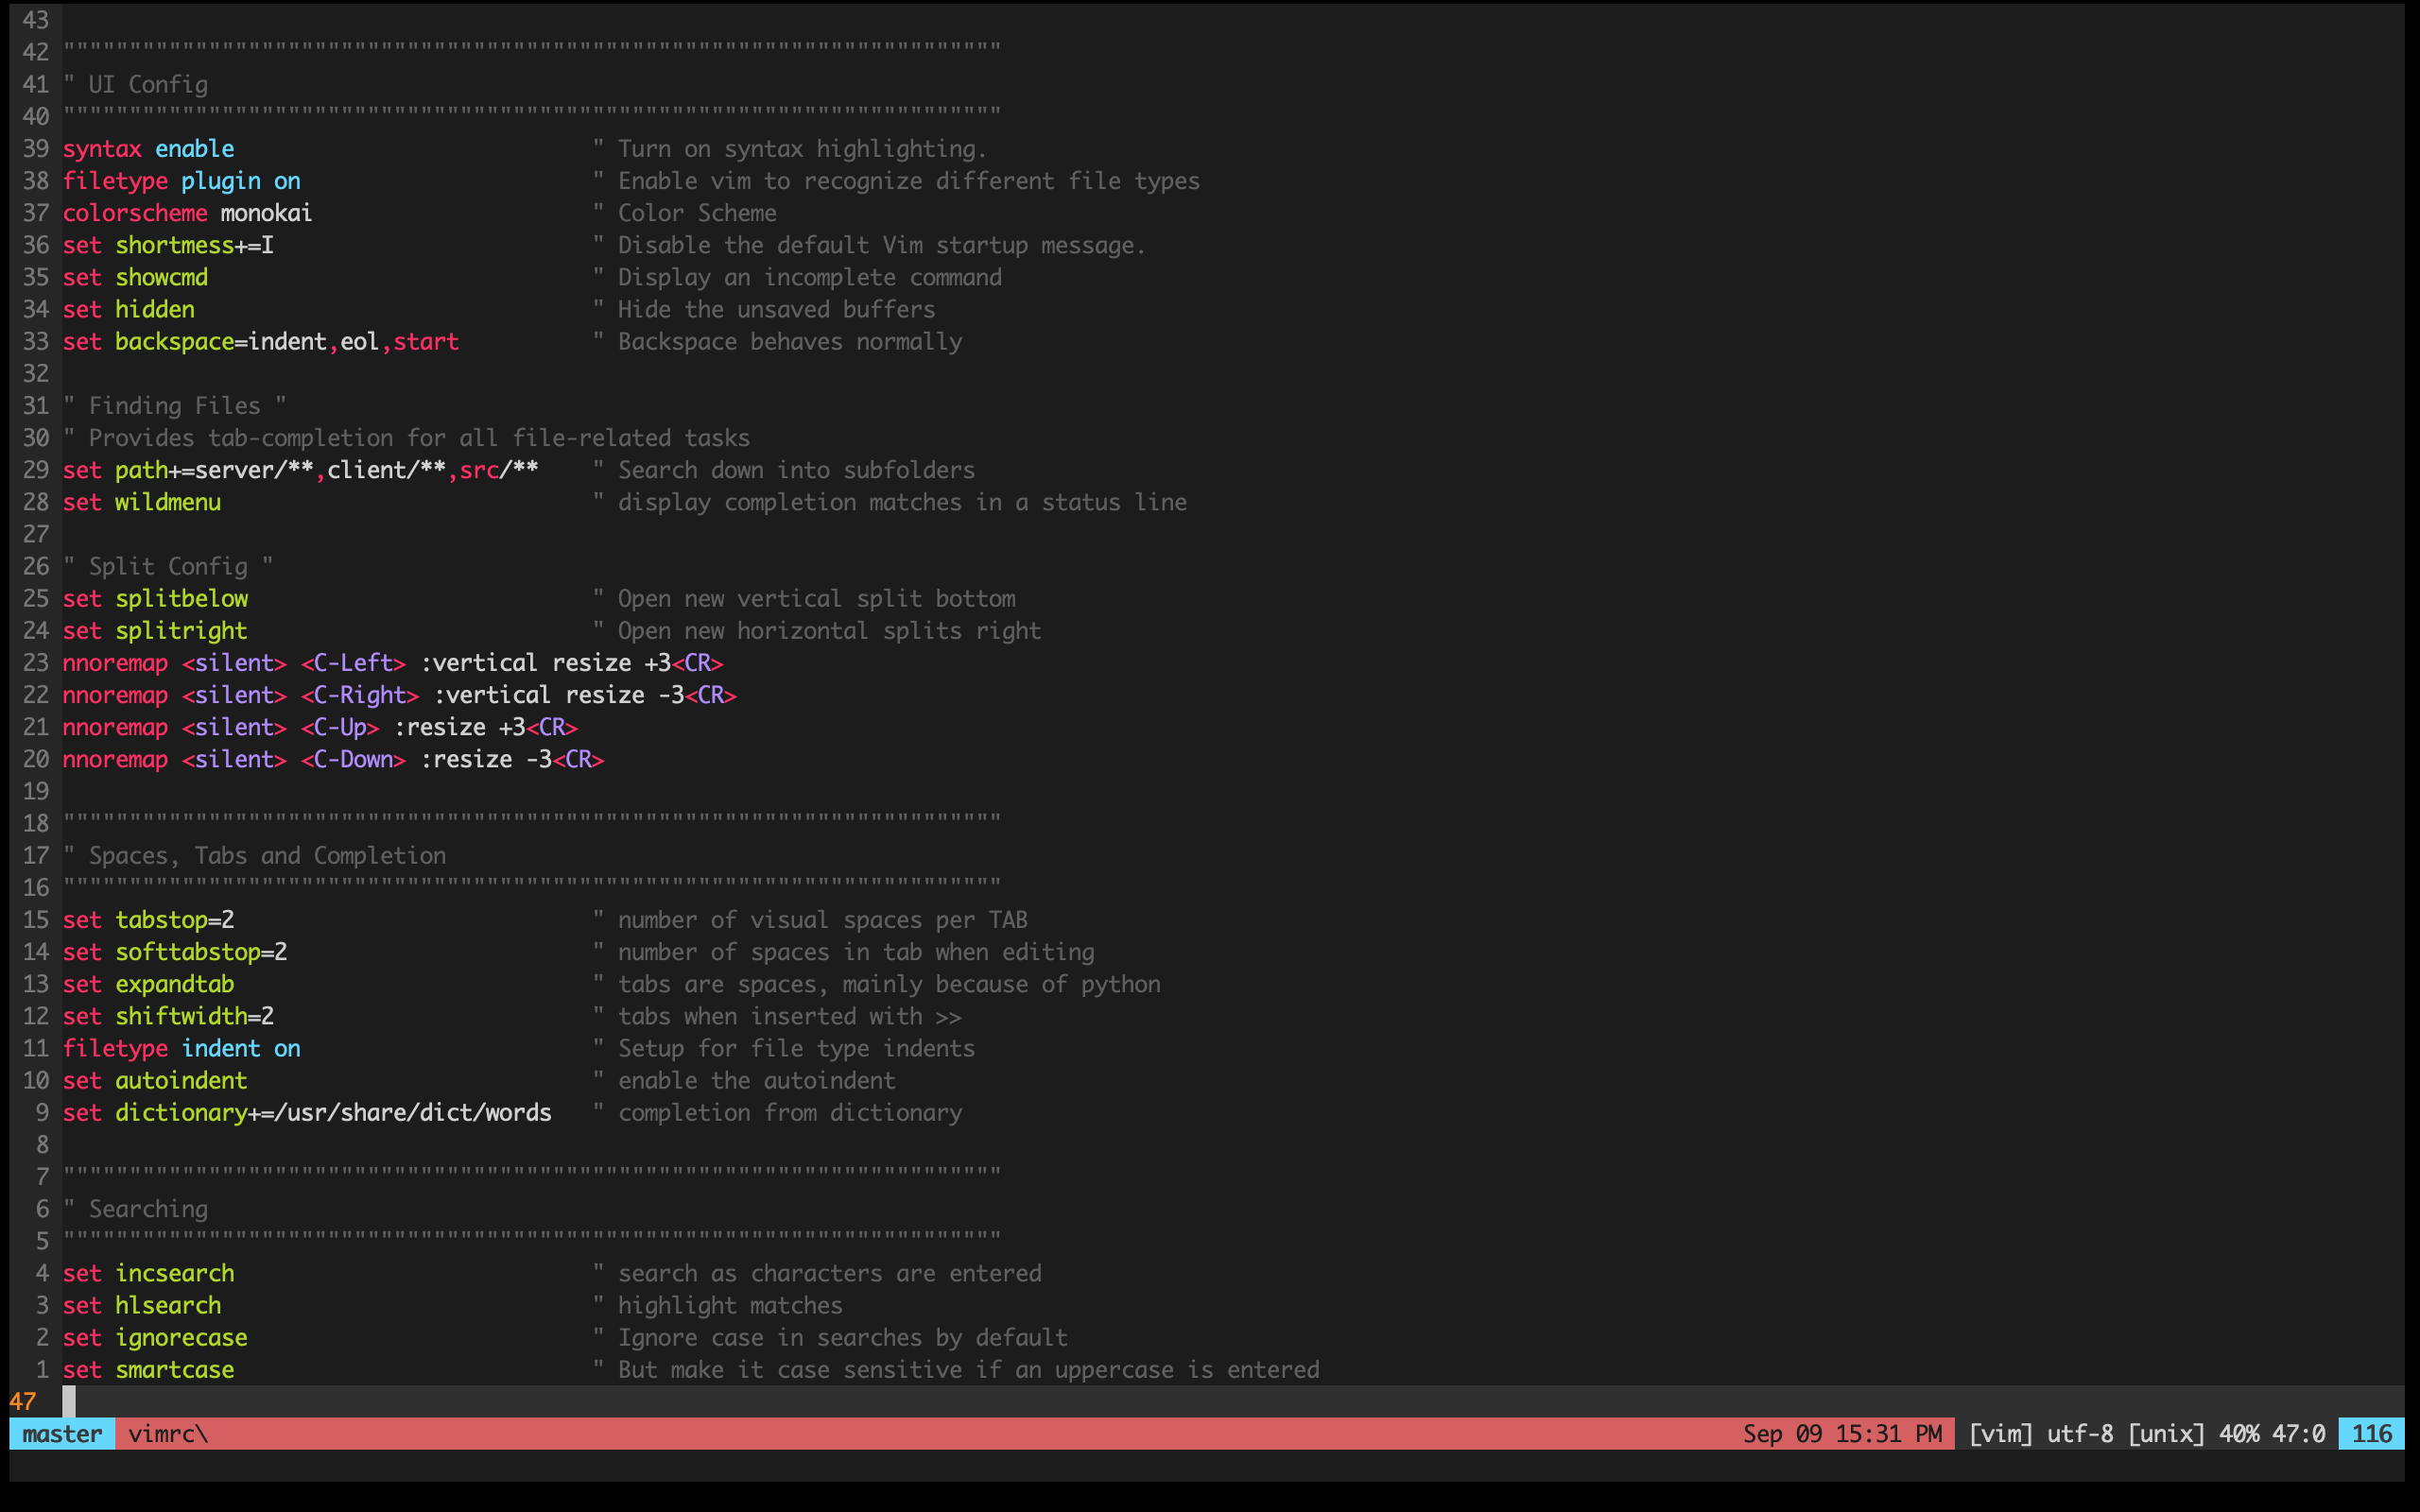 43
42 """""""""""""""""""""""""""""""""""""""""""""""""""""""""""""""""""""""
41 " UI Config
40 """""""""""""""""""""""""""""""""""""""""""""""""""""""""""""""""""""""
39 syntax enable                           " Turn on syntax highlighting.
38 filetype plugin on                      " Enable vim to recognize different file types
37 colorscheme monokai                     " Color Scheme
36 set shortmess+=I                        " Disable the default Vim startup message.
35 set showcmd                             " Display an incomplete command
34 set hidden                              " Hide the unsaved buffers
33 set backspace=indent,eol,start          " Backspace behaves normally
32
31 " Finding Files "
30 " Provides tab-completion for all file-related tasks
29 set path+=server/**,client/**,src/**    " Search down into subfolders
28 set wildmenu                            " display completion matches in a status line
27
26 " Split Config "
25 set splitbelow                          " Open new vertical split bottom
24 set splitright                          " Open new horizontal splits right
23 nnoremap <silent> <C-Left> :vertical resize +3<CR>
22 nnoremap <silent> <C-Right> :vertical resize -3<CR>
21 nnoremap <silent> <C-Up> :resize +3<CR>
20 nnoremap <silent> <C-Down> :resize -3<CR>
19
18 """""""""""""""""""""""""""""""""""""""""""""""""""""""""""""""""""""""
17 " Spaces, Tabs and Completion
16 """""""""""""""""""""""""""""""""""""""""""""""""""""""""""""""""""""""
15 set tabstop=2                           " number of visual spaces per TAB
14 set softtabstop=2                       " number of spaces in tab when editing
13 set expandtab                           " tabs are spaces, mainly because of python
12 set shiftwidth=2                        " tabs when inserted with >>
11 filetype indent on                      " Setup for file type indents
10 set autoindent                          " enable the autoindent
9 set dictionary+=/usr/share/dict/words   " completion from dictionary
8
7 """""""""""""""""""""""""""""""""""""""""""""""""""""""""""""""""""""""
6 " Searching
5 """""""""""""""""""""""""""""""""""""""""""""""""""""""""""""""""""""""
4 set incsearch                           " search as characters are entered
3 set hlsearch                            " highlight matches
2 set ignorecase                          " Ignore case in searches by default
1 set smartcase                           " But make it case sensitive if an uppercase is entered
47
master vimrc\ Sep 09 15:31 PM [vim] utf-8 [unix] 40% 47:0 116